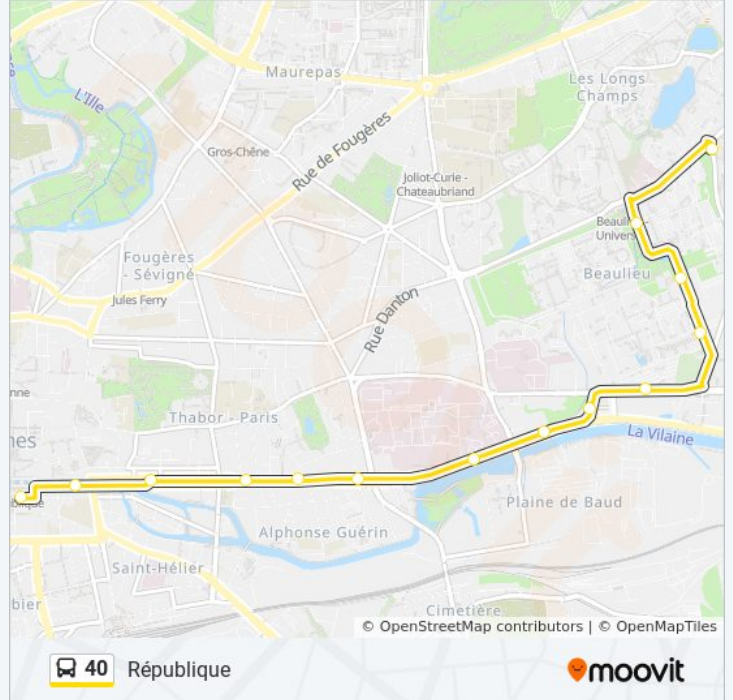 Maurepas
Les Longs
Champs
L'Ille
Rue de Fougères
Gros-Chêne
Joliot-Curie -
Chateaubriand
Fougères
- Sévigné
Beaulieu
Jules Ferry
Rue Danton
Thabor - Paris
La Vilaine
Plaine de Baud
Alphonse Guérin
Saint-Hélier
Cimetière
© OpenStreetMap contributors | © OpenMapTiles
40 République
moovit